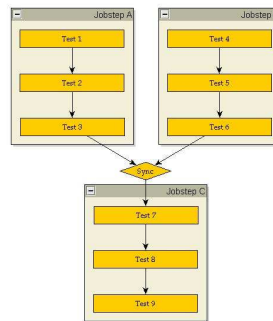 Jobstep A
Test 1
Test 2
Test 3
Jobstep
Test 4
Test 5
Test 6
Sync
Jobstep C
Test 7
Test 8
Test 9